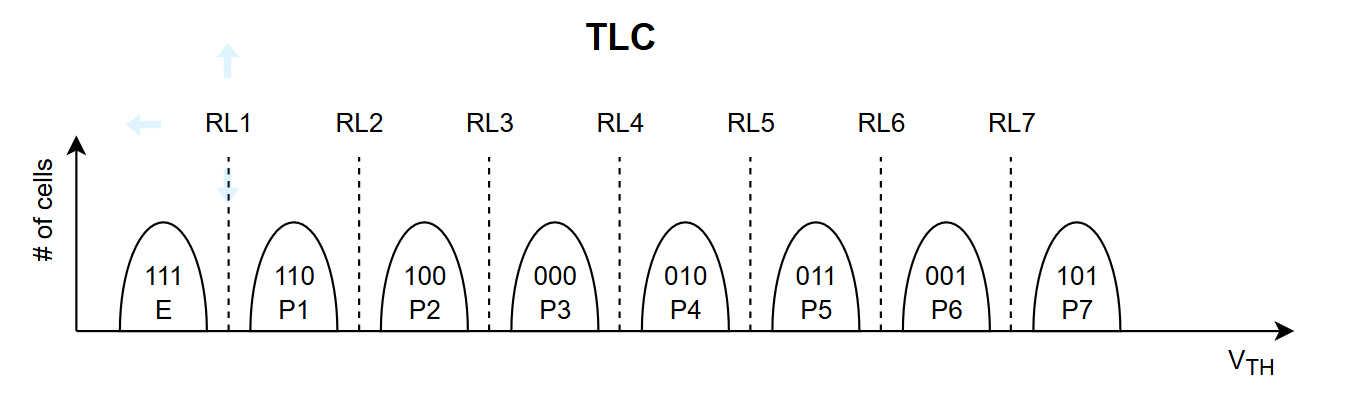 TLC
RL1 RL2 RL3 RL4 RL5 RL6 RL7
# of cells
111 110 100 000 010 011 001 101
E P1 P2 P3 P4 P5 P6 P7
VTH